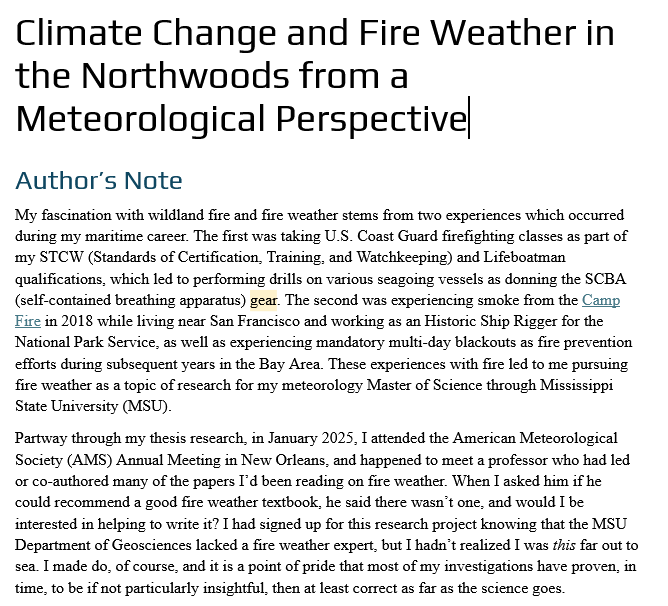 Climate Change and Fire Weather in
the Northwoods from a
Meteorological Perspective
Author’s Note
My fascination with wildland fire and fire weather stems from two experiences which occurred
during my maritime career. The first was taking U.S. Coast Guard firefighting classes as part of
my STCW (Standards of Certification, Training, and Watchkeeping) and Lifeboatman
qualifications, which led to performing drills on various seagoing vessels as donning the SCBA
(self-contained breathing apparatus) gear. The second was experiencing smoke from the Camp
Fire in 2018 while living near San Francisco and working as an Historic Ship Rigger for the
National Park Service, as well as experiencing mandatory multi-day blackouts as fire prevention
efforts during subsequent years in the Bay Area. These experiences with fire led to me pursuing
fire weather as a topic of research for my meteorology Master of Science through Mississippi
State University (MSU).
Partway through my thesis research, in January 2025, I attended the American Meteorological
Society (AMS) Annual Meeting in New Orleans, and happened to meet a professor who had led
or co-authored many of the papers I’d been reading on fire weather. When I asked him if he
could recommend a good fire weather textbook, he said there wasn’t one, and would I be
interested in helping to write it? I had signed up for this research project knowing that the MSU
Department of Geosciences lacked a fire weather expert, but I hadn’t realized I was this far out to
sea. I made do, of course, and it is a point of pride that most of my investigations have proven, in
time, to be if not particularly insightful, then at least correct as far as the science goes.